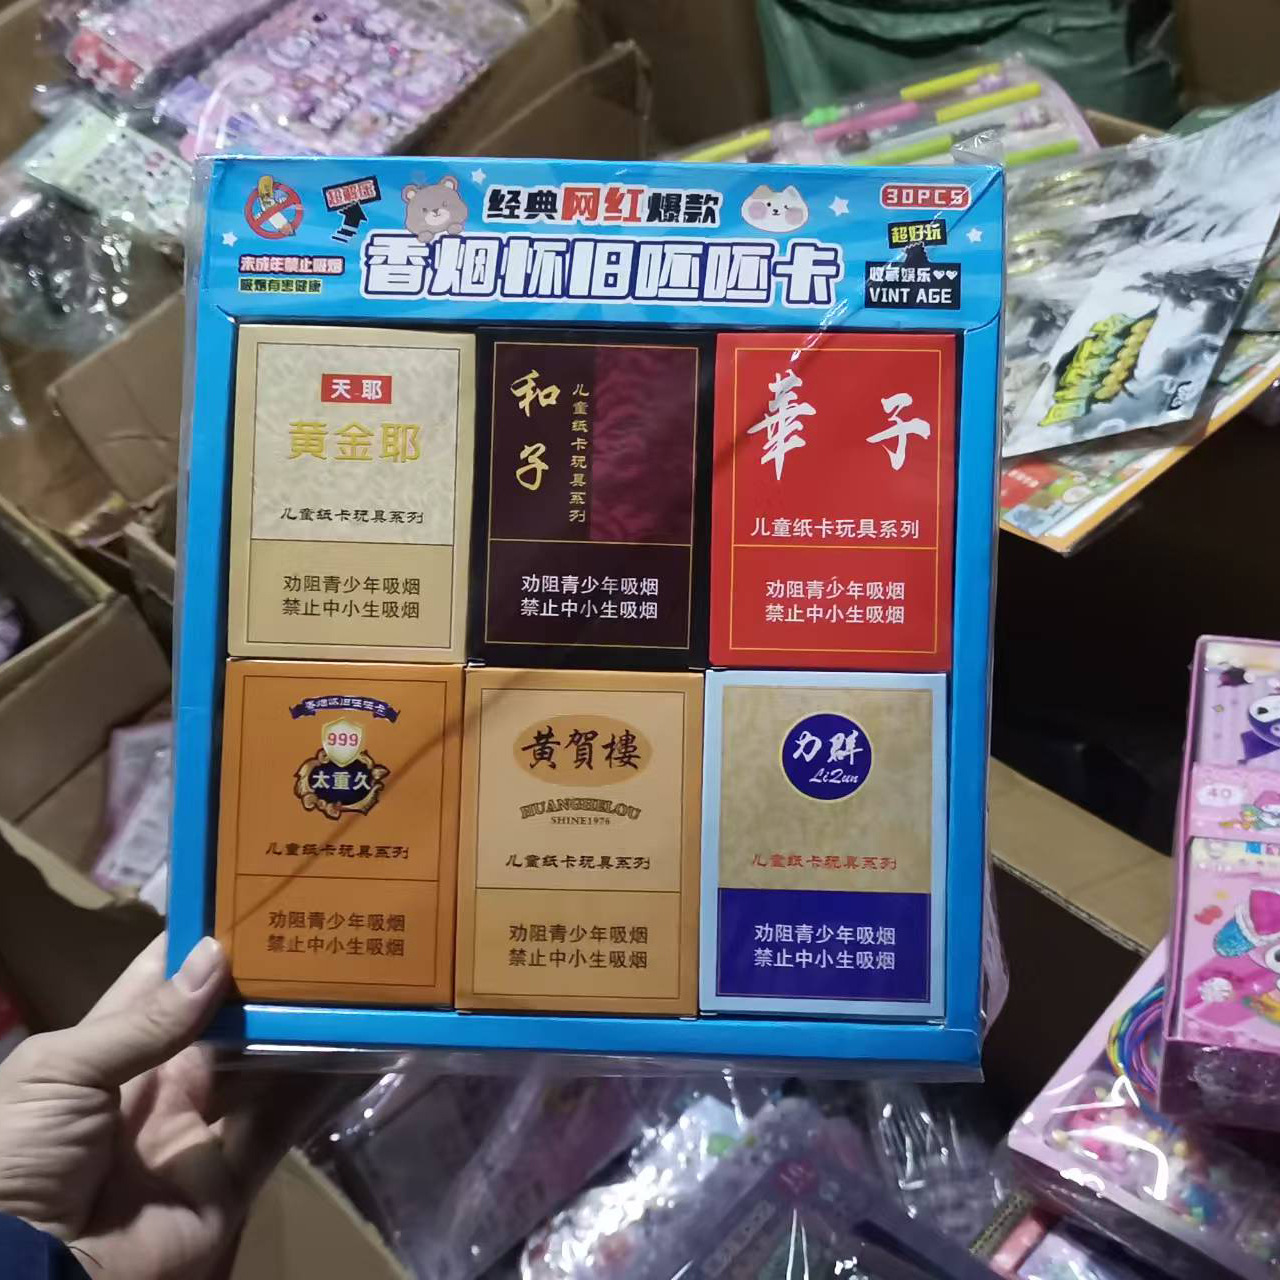 超解压
经典网红爆款
30PCS
香烟怀旧呸呸卡
超好玩
未成年禁止吸烟
吸烟有害健康
收藏娱乐
VINT AGE
天耶
黄金耶
儿童纸卡玩具系列
劝阻青少年吸烟
禁止中小生吸烟
和子
儿童纸卡玩具系列
劝阻青少年吸烟
禁止中小生吸烟
華子
儿童纸卡玩具系列
劝阻青少年吸烟
禁止中小生吸烟
香烟怀旧呸呸卡
999
太重久
儿童纸卡玩具系列
劝阻青少年吸烟
禁止中小生吸烟
黄賀樓
HUANGHELOU
SHINE1976
儿童纸卡玩具系列
劝阻青少年吸烟
禁止中小生吸烟
力群
LiQun
儿童纸卡玩具系列
劝阻青少年吸烟
禁止中小生吸烟
40